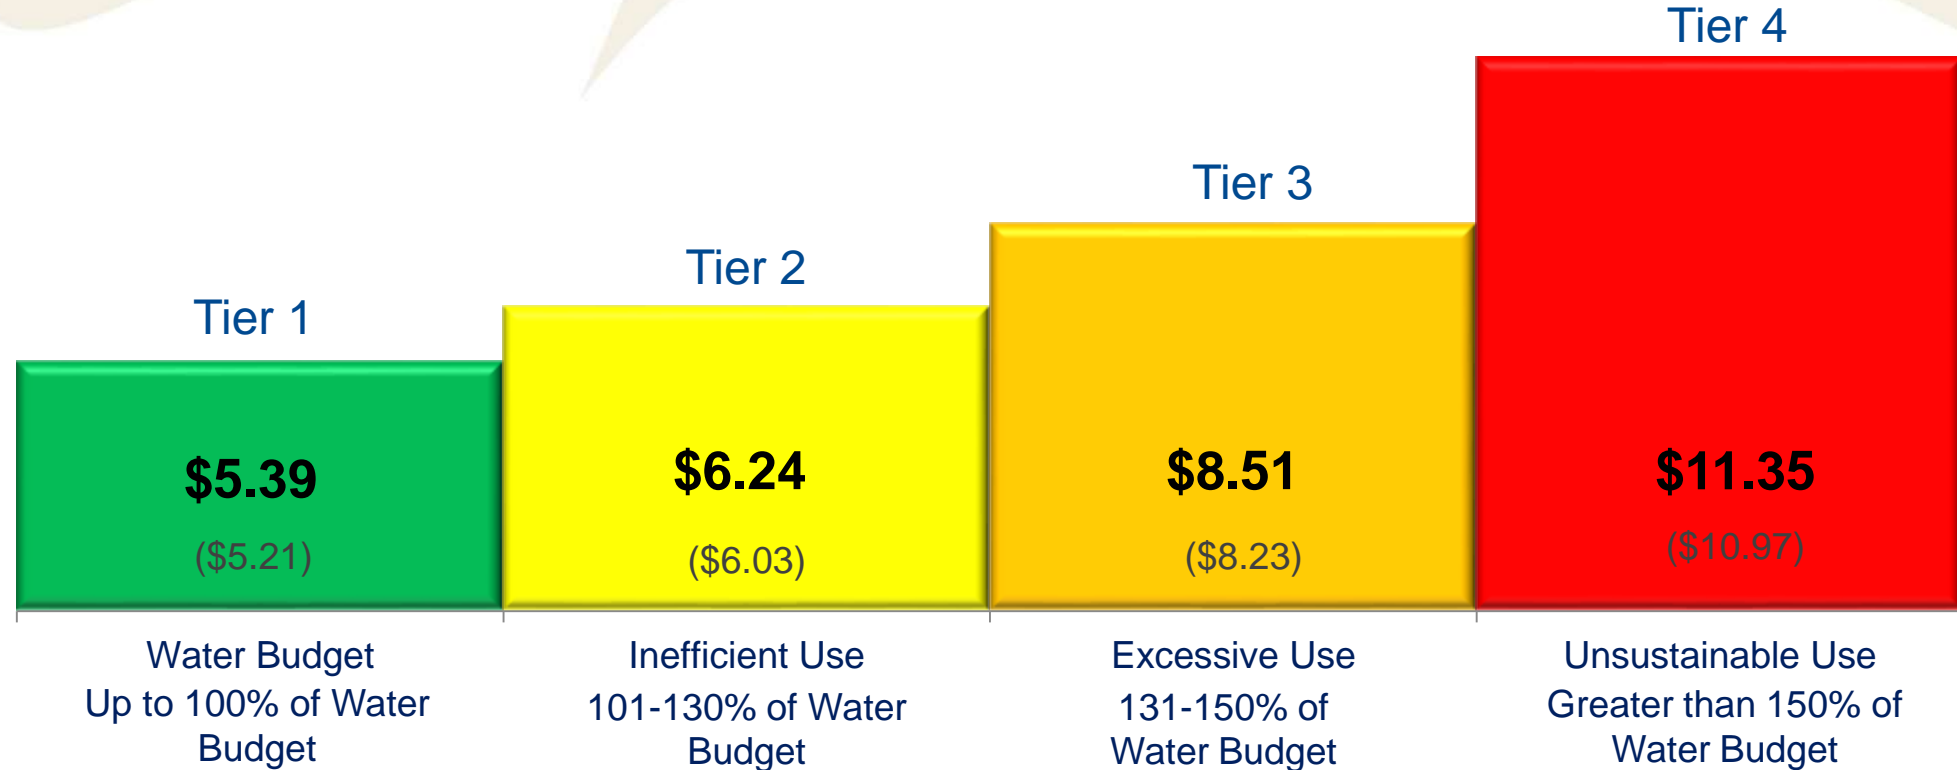 Tier 1
$5.39
($5.21)
Water Budget
Up to 100% of Water
Budget
Tier 2
$6.24
($6.03)
Inefficient Use
101-130% of Water
Budget
Tier 3
$8.51
($8.23)
Excessive Use
131-150% of
Water Budget
Tier 4
$11.35
($10.97)
Unsustainable Use
Greater than 150% of
Water Budget